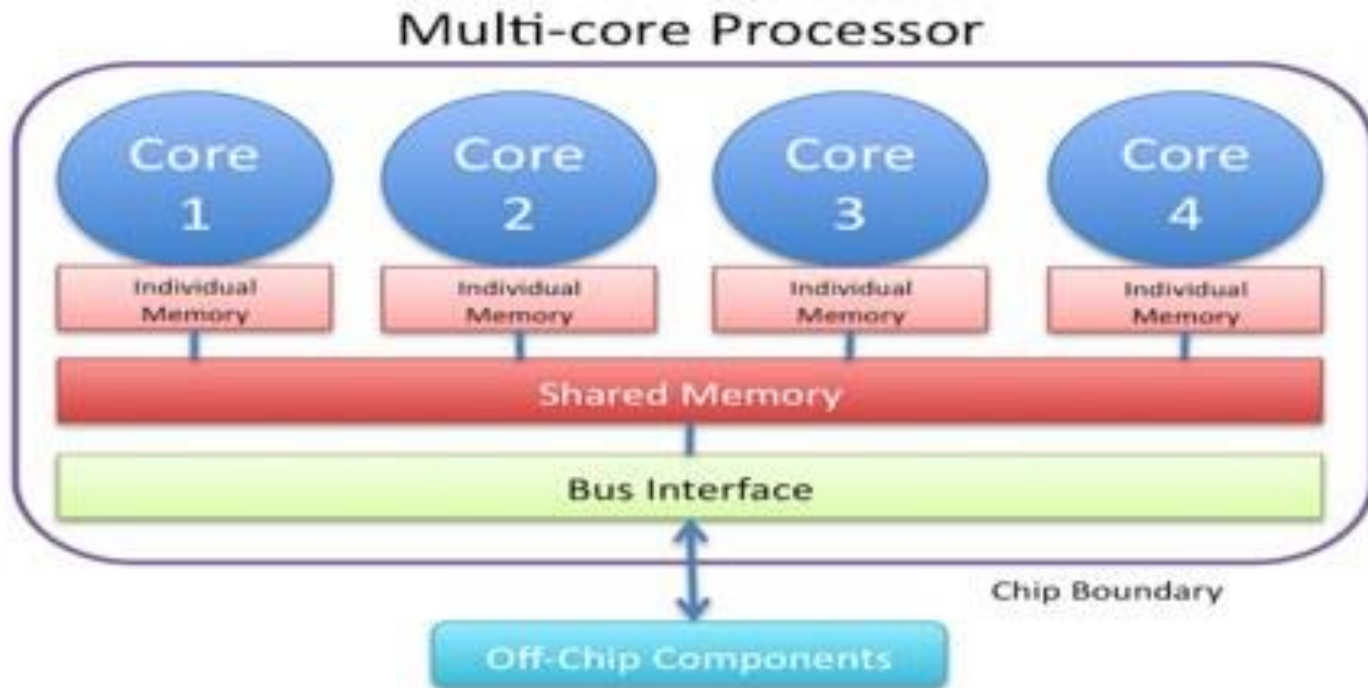 Multi-core Processor
Core
1
Core
2
Core
3
Core
4
Individual
Memory
Individual
Memory
Individual
Memory
Individual
Memory
Shared Memory
Bus Interface
Chip Boundary
Off-Chip Components